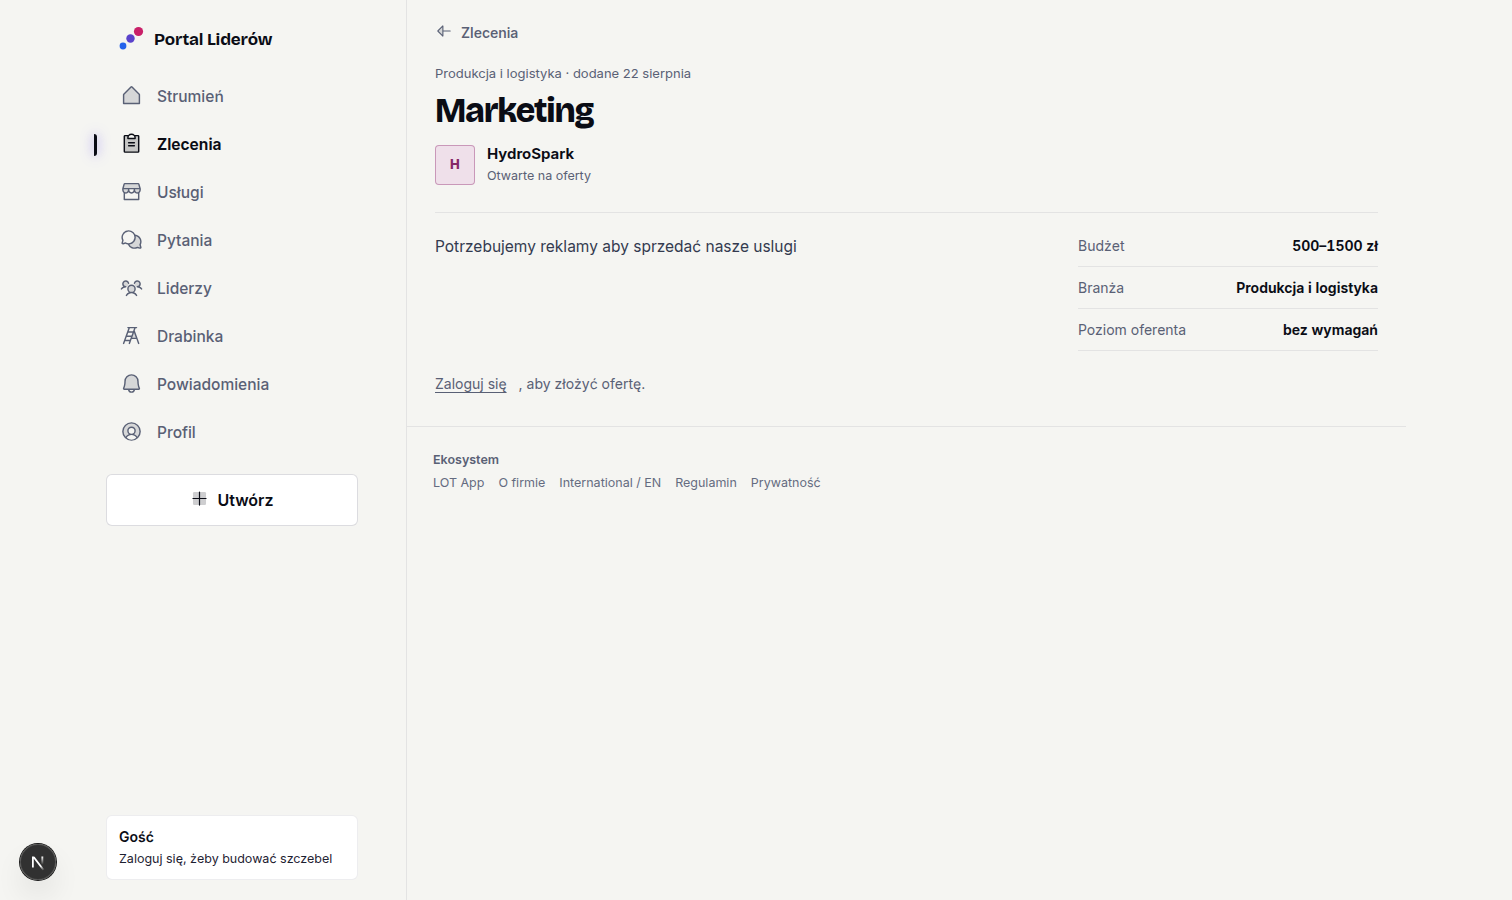 Portal Liderów
Strumień
Zlecenia
Usługi
Pytania
Liderzy
Drabinka
Powiadomienia
Profil
Utwórz
Gość
Zaloguj się, żeby budować szczebel
N
Zlecenia
Produkcja i logistyka · dodane 22 sierpnia
Marketing
H
HydroSpark
Otwarte na oferty
Potrzebujemy reklamy aby sprzedać nasze uslugi
Budżet 500–1500 zł
Branża Produkcja i logistyka
Poziom oferenta bez wymagań
Zaloguj się , aby złożyć ofertę.
Ekosystem
LOT App O firmie International / EN Regulamin Prywatność